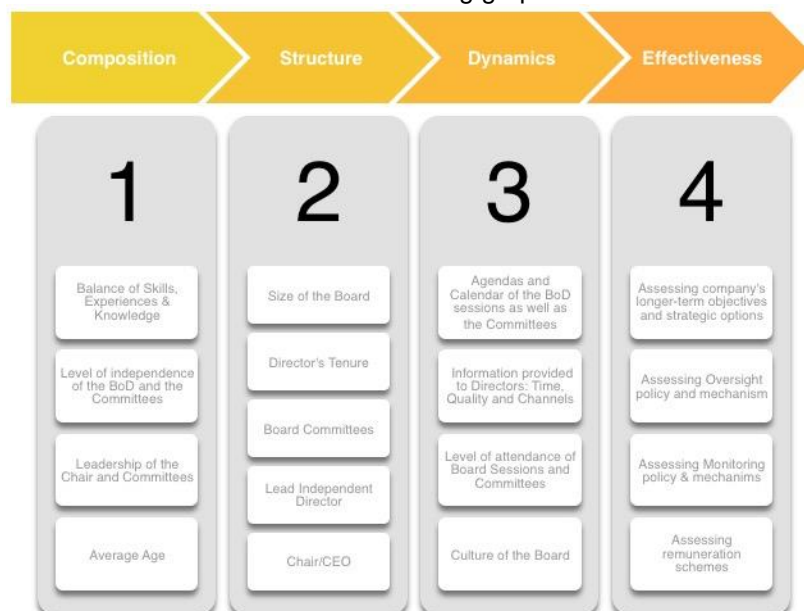 Composition
Structure
Dynamics
Effectiveness
1
Balance of Skills,
Experiences &
Knowledge
Level of independence
of the BoD and the
Committees
Leadership of the
Chair and Committees
Average Age
2
Size of the Board
Director's Tenure
Board Committees
Lead Independent
Director
Chair/CEO
3
Agendas and
Calendar of the BoD
sessions as well as
the Committees
Information provided
to Directors: Time,
Quality and Channels
Level of attendance of
Board Sessions and
Committees
Culture of the Board
4
Assessing company's
longer-term objectives
and strategic options
Assessing Oversight
policy and mechanism
Assessing Monitoring
policy & mechanims
Assessing
remuneration
schemes